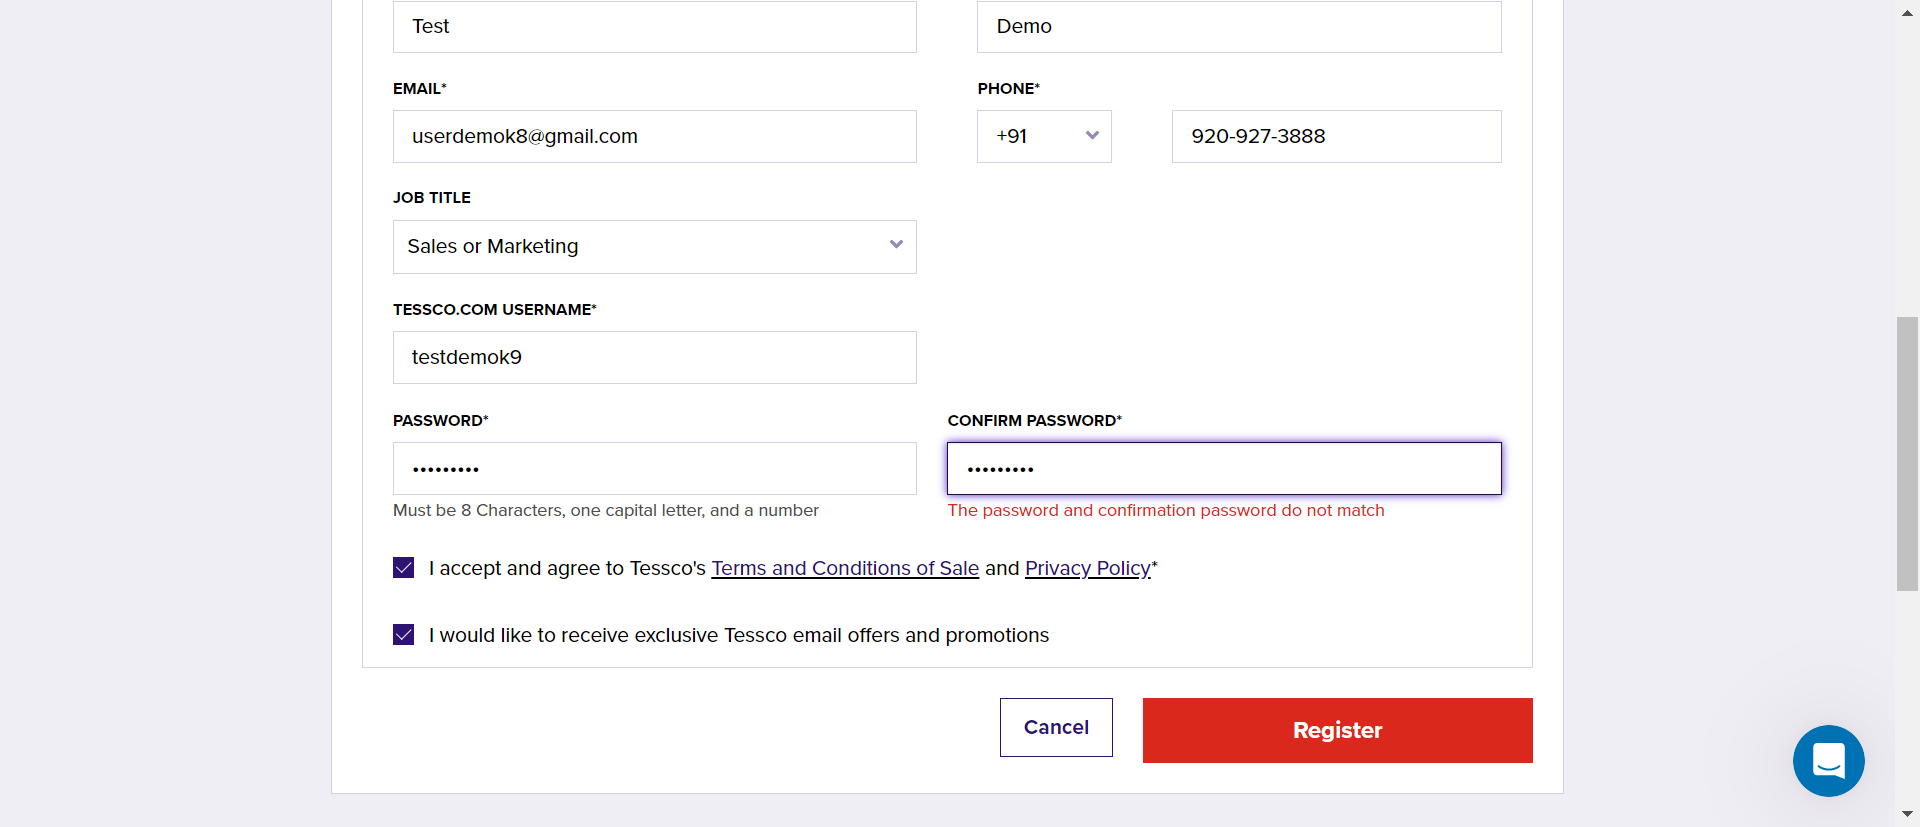 Test
Demo
EMAIL*
PHONE*
userdemok8@gmail.com
+91
920-927-3888
JOB TITLE
Sales or Marketing
TESSCO.COM USERNAME*
testdemok9
PASSWORD*
CONFIRM PASSWORD*
•••••••••
•••••••••
Must be 8 Characters, one capital letter, and a number
The password and confirmation password do not match
I accept and agree to Tessco's Terms and Conditions of Sale and Privacy Policy*
I would like to receive exclusive Tessco email offers and promotions
Cancel
Register